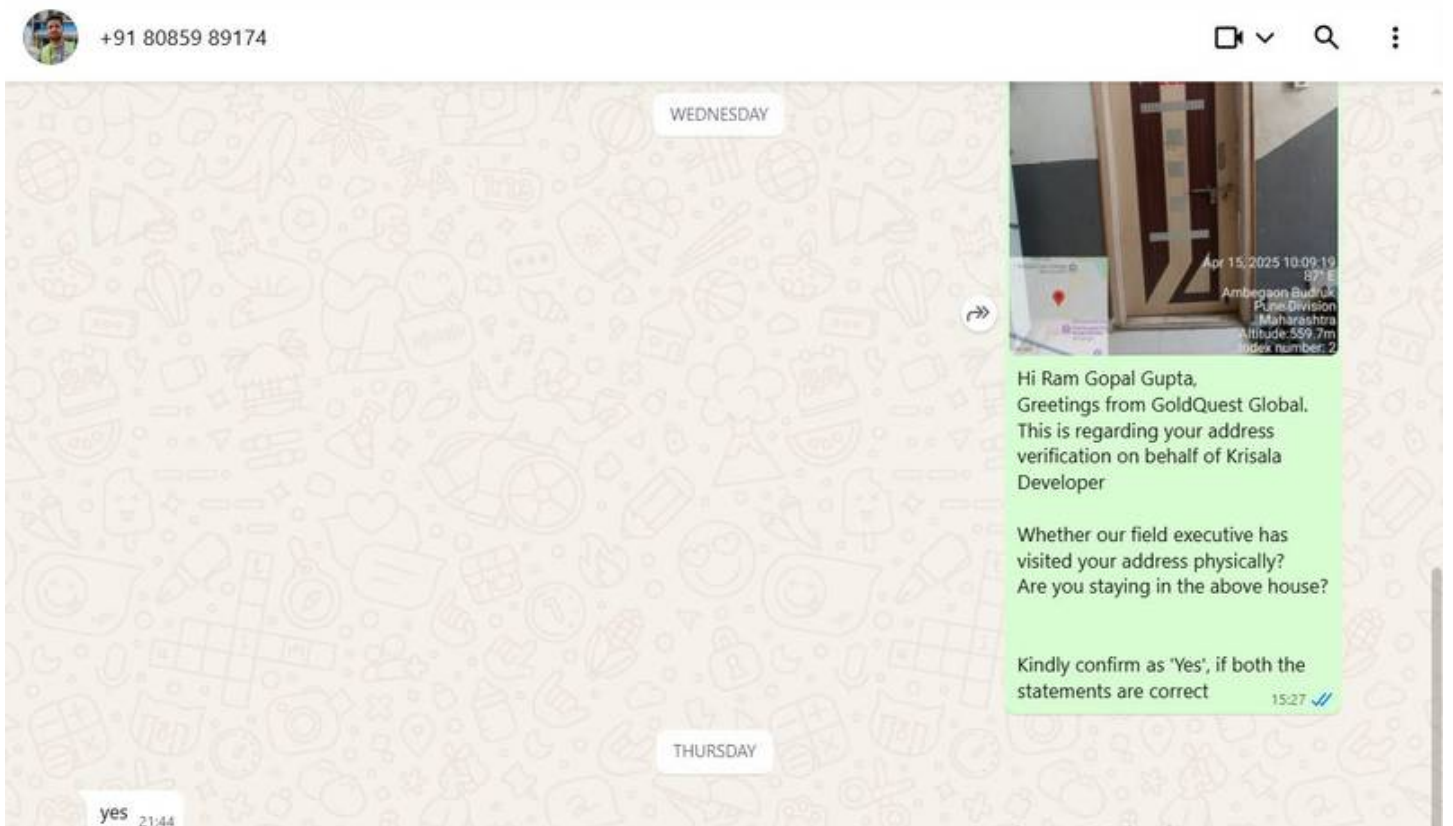 +91 80859 89174
WEDNESDAY
Apr 15, 2025 10:09:19
87° E
Ambegaon Budruk
Pune Division
Maharashtra
Altitude:559.7m
Index number: 2
Hi Ram Gopal Gupta,
Greetings from GoldQuest Global.
This is regarding your address
verification on behalf of Krisala
Developer
Whether our field executive has
visited your address physically?
Are you staying in the above house?
Kindly confirm as 'Yes', if both the
statements are correct
15:27
THURSDAY
yes 21:44